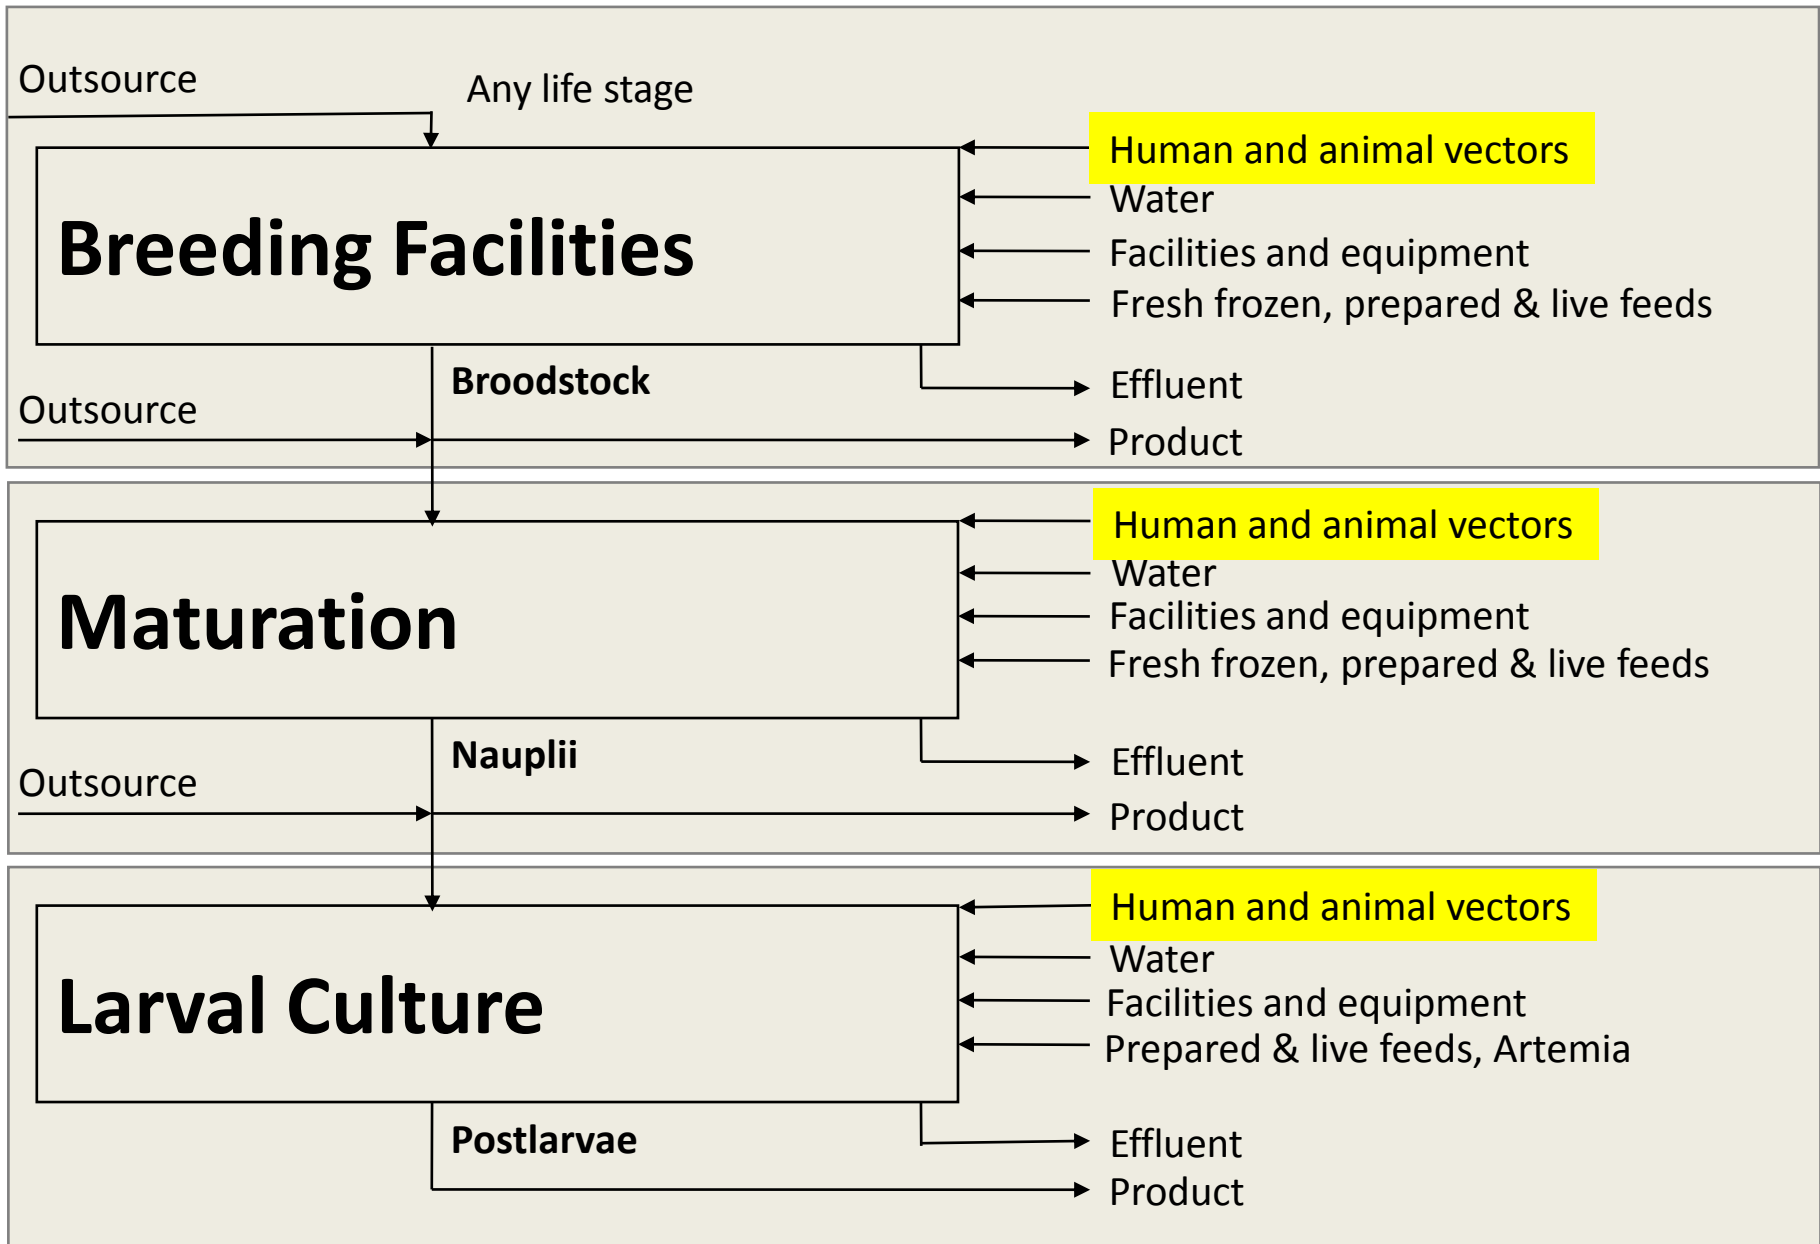 Outsource
Any life stage
Human and animal vectors
Water
Breeding Facilities
Facilities and equipment
Fresh frozen, prepared & live feeds
Broodstock
Effluent
Outsource
Product
Human and animal vectors
Water
Maturation
Facilities and equipment
Fresh frozen, prepared & live feeds
Nauplii
Effluent
Outsource
Product
Human and animal vectors
Water
Larval Culture
Facilities and equipment
Prepared & live feeds, Artemia
Postlarvae
Effluent
Product